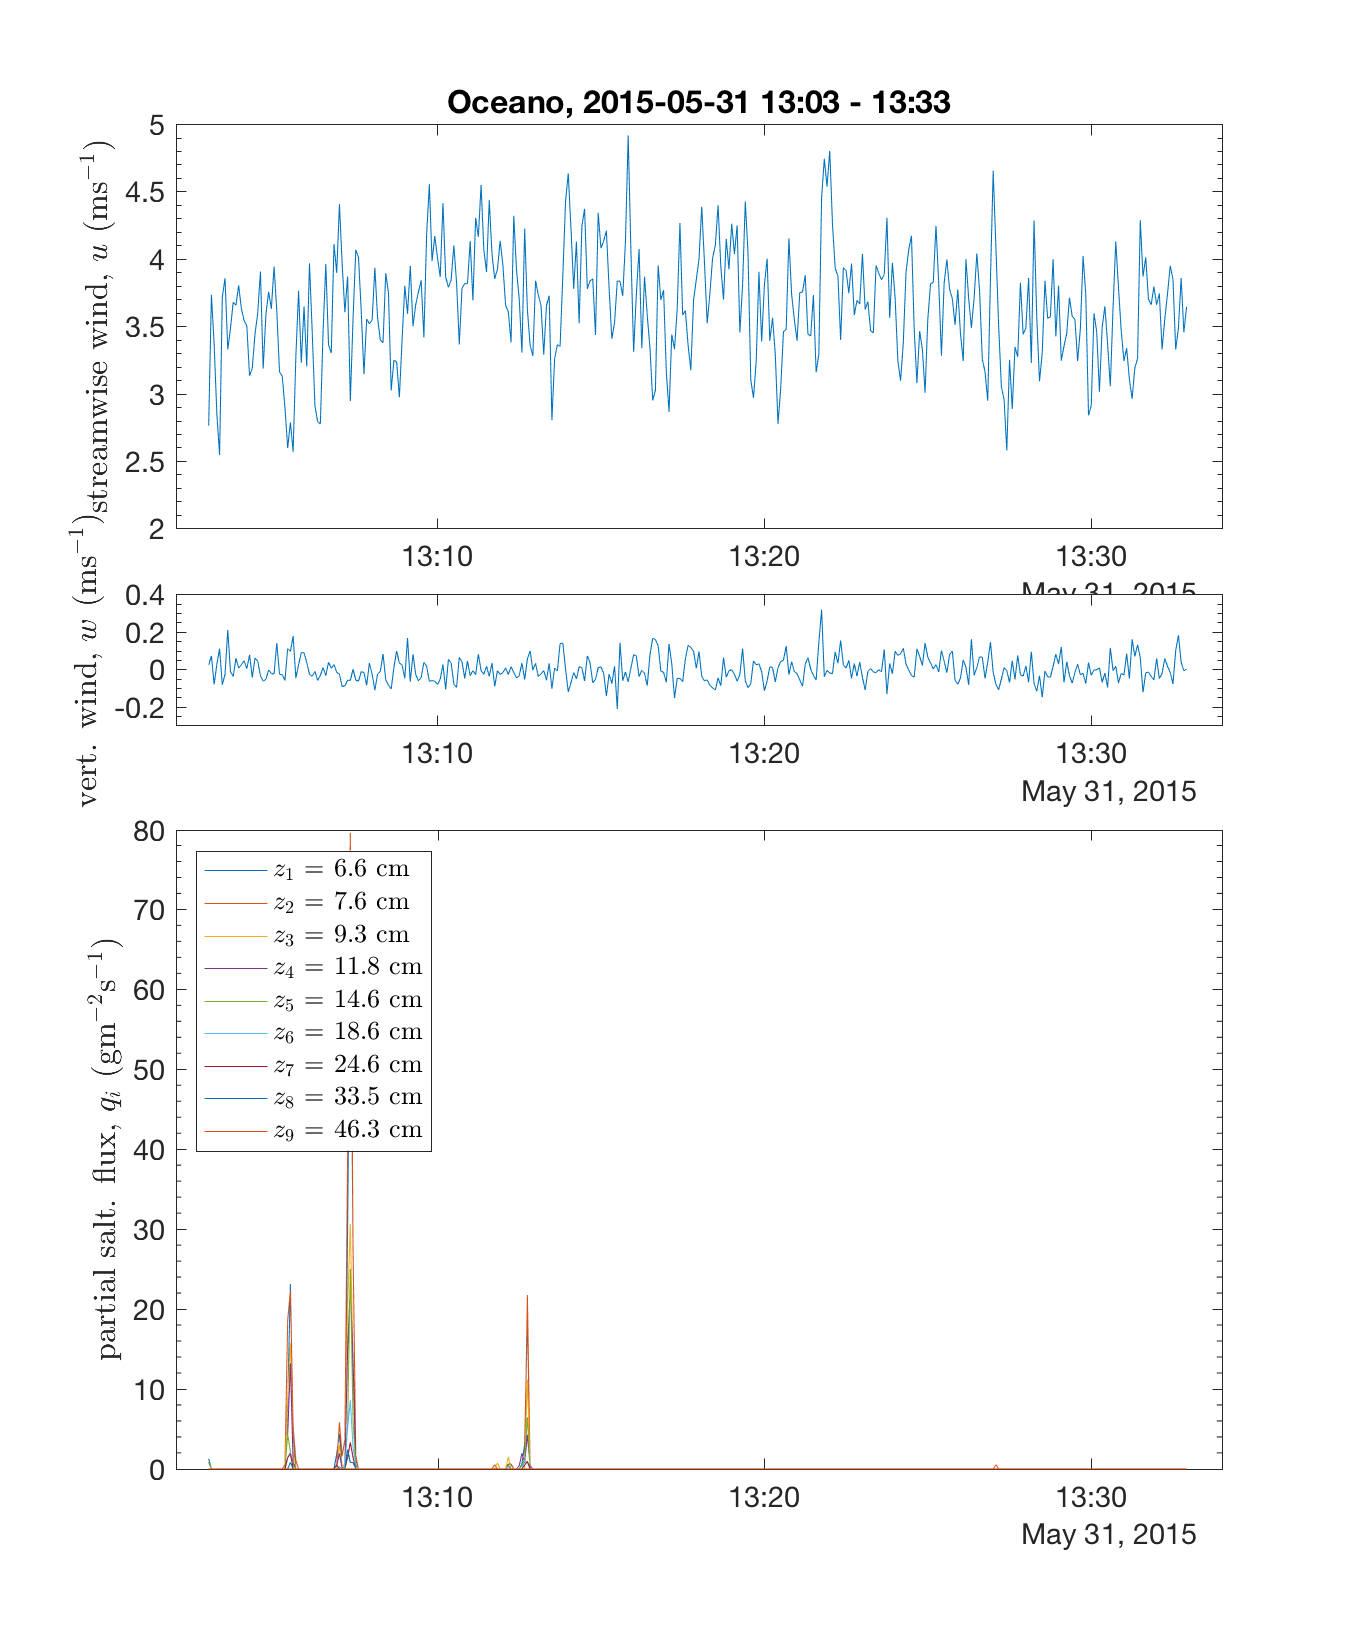 Oceano, 2015-05-31 13:03 - 13:33
streamwise wind, u (ms⁻¹)
5
4.5
4
3.5
3
2.5
2
13:10 13:20 13:30
May 31, 2015
vert. wind, w (ms⁻¹)
0.4
0.2
0
-0.2
13:10 13:20 13:30
May 31, 2015
partial salt. flux, qᵢ (gm⁻²s⁻¹)
80
70
60
50
40
30
20
10
0
z₁ = 6.6 cm
z₂ = 7.6 cm
z₃ = 9.3 cm
z₄ = 11.8 cm
z₅ = 14.6 cm
z₆ = 18.6 cm
z₇ = 24.6 cm
z₈ = 33.5 cm
z₉ = 46.3 cm
13:10 13:20 13:30
May 31, 2015